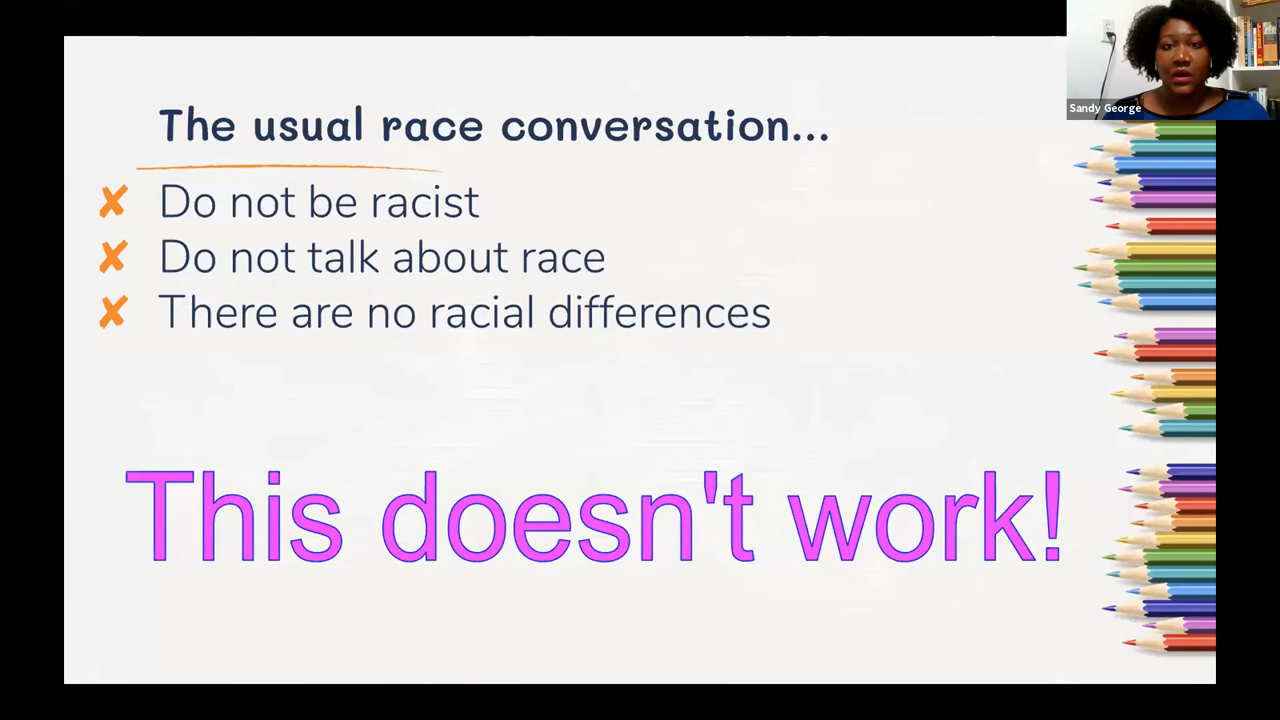 The usual race conversation...
✘ Do not be racist
✘ Do not talk about race
✘ There are no racial differences
This doesn't work!
Sandy George